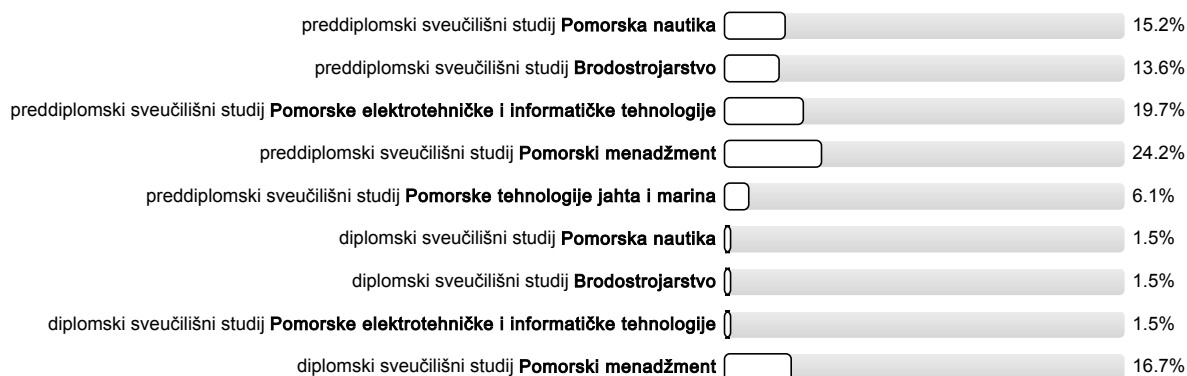 preddiplomski sveučilišni studij Pomorska nautika 15.2%
preddiplomski sveučilišni studij Brodostrojarstvo 13.6%
preddiplomski sveučilišni studij Pomorske elektrotehničke i informatičke tehnologije 19.7%
preddiplomski sveučilišni studij Pomorski menadžment 24.2%
preddiplomski sveučilišni studij Pomorske tehnologije jahta i marina 6.1%
diplomski sveučilišni studij Pomorska nautika 1.5%
diplomski sveučilišni studij Brodostrojarstvo 1.5%
diplomski sveučilišni studij Pomorske elektrotehničke i informatičke tehnologije 1.5%
diplomski sveučilišni studij Pomorski menadžment 16.7%